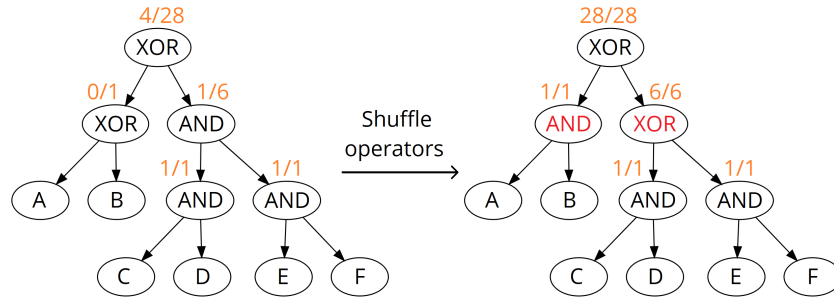 4/28
XOR
0/1
1/6
XOR
AND
1/1
1/1
A
B
AND
AND
C
D
E
F
Shuffle
operators
28/28
XOR
1/1
6/6
AND
XOR
1/1
1/1
A
B
AND
AND
C
D
E
F